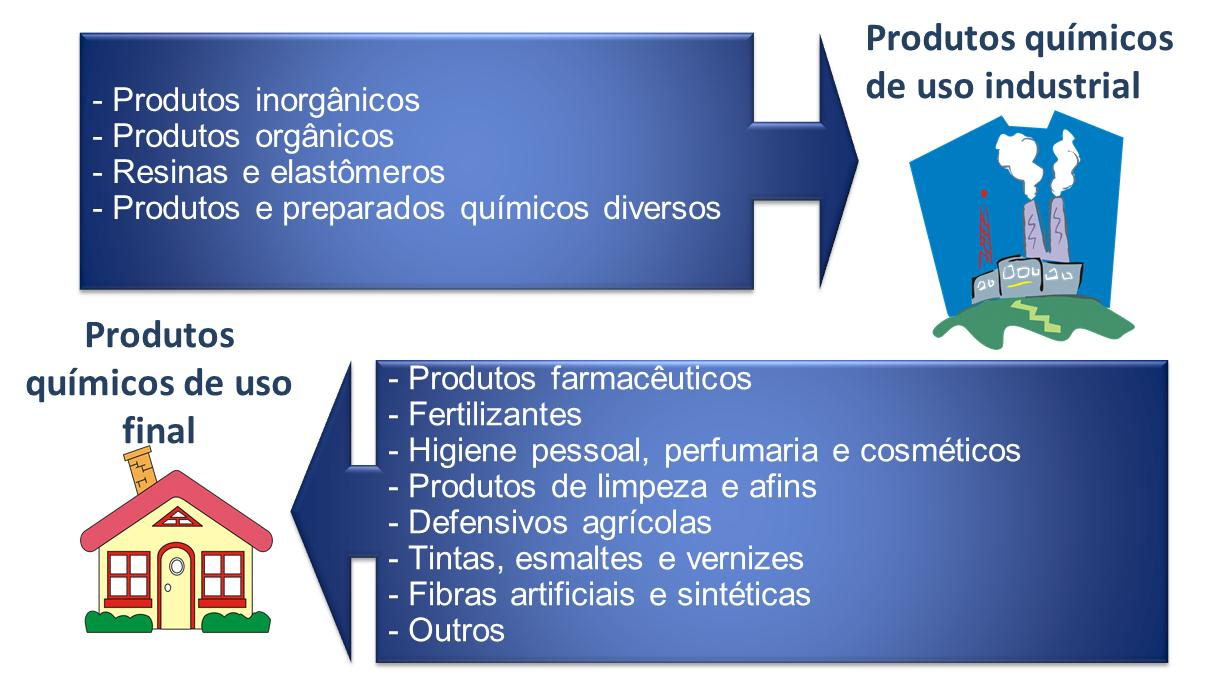 - Produtos inorgânicos
- Produtos orgânicos
- Resinas e elastômeros
- Produtos e preparados químicos diversos
Produtos químicos
de uso industrial
Produtos
químicos de uso
final
- Produtos farmacêuticos
- Fertilizantes
- Higiene pessoal, perfumaria e cosméticos
- Produtos de limpeza e afins
- Defensivos agrícolas
- Tintas, esmaltes e vernizes
- Fibras artificiais e sintéticas
- Outros